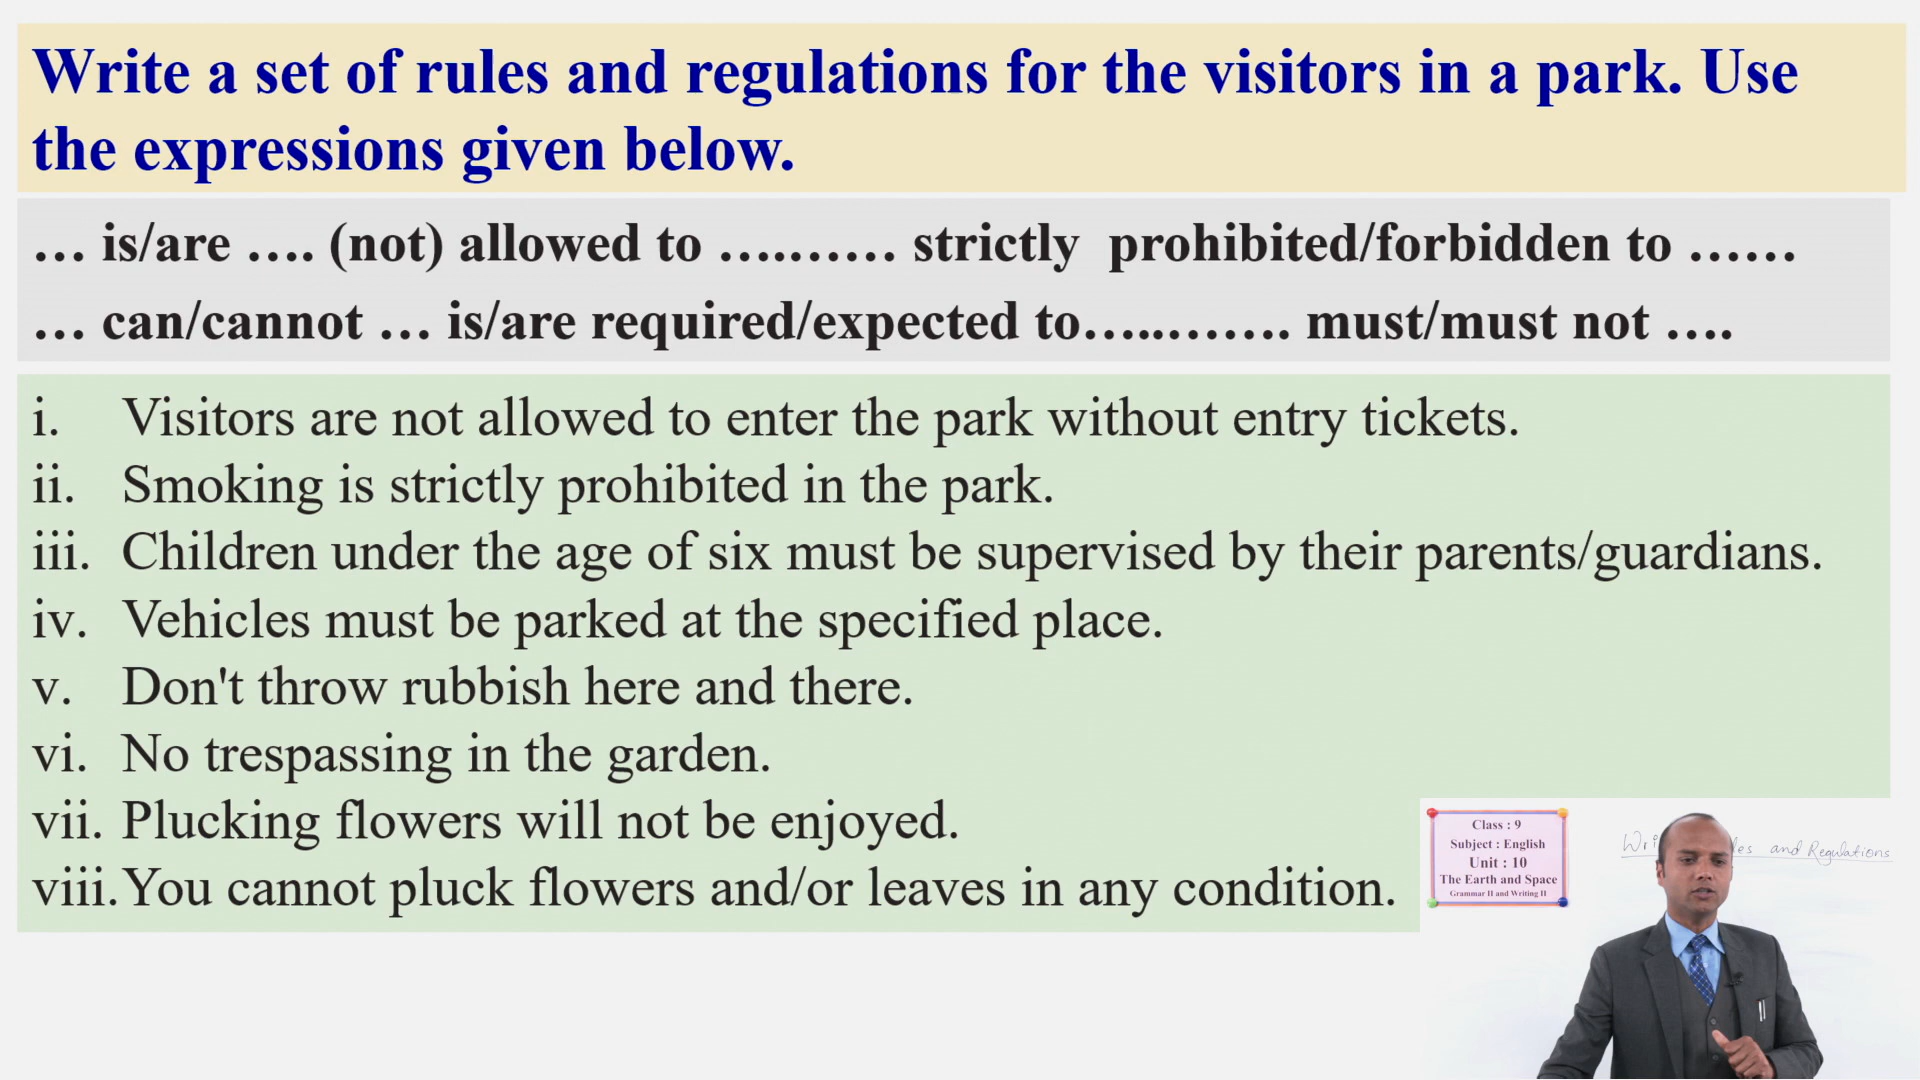 Write a set of rules and regulations for the visitors in a park. Use
the expressions given below.
… is/are …. (not) allowed to ….…… strictly prohibited/forbidden to ……
… can/cannot … is/are required/expected to…..……. must/must not ….
i. Visitors are not allowed to enter the park without entry tickets.
ii. Smoking is strictly prohibited in the park.
iii. Children under the age of six must be supervised by their parents/guardians.
iv. Vehicles must be parked at the specified place.
v. Don't throw rubbish here and there.
vi. No trespassing in the garden.
vii. Plucking flowers will not be enjoyed.
viii. You cannot pluck flowers and/or leaves in any condition.
Class : 9
Subject : English
Unit : 10
The Earth and Space
Grammar II and Writing II
and Regulations